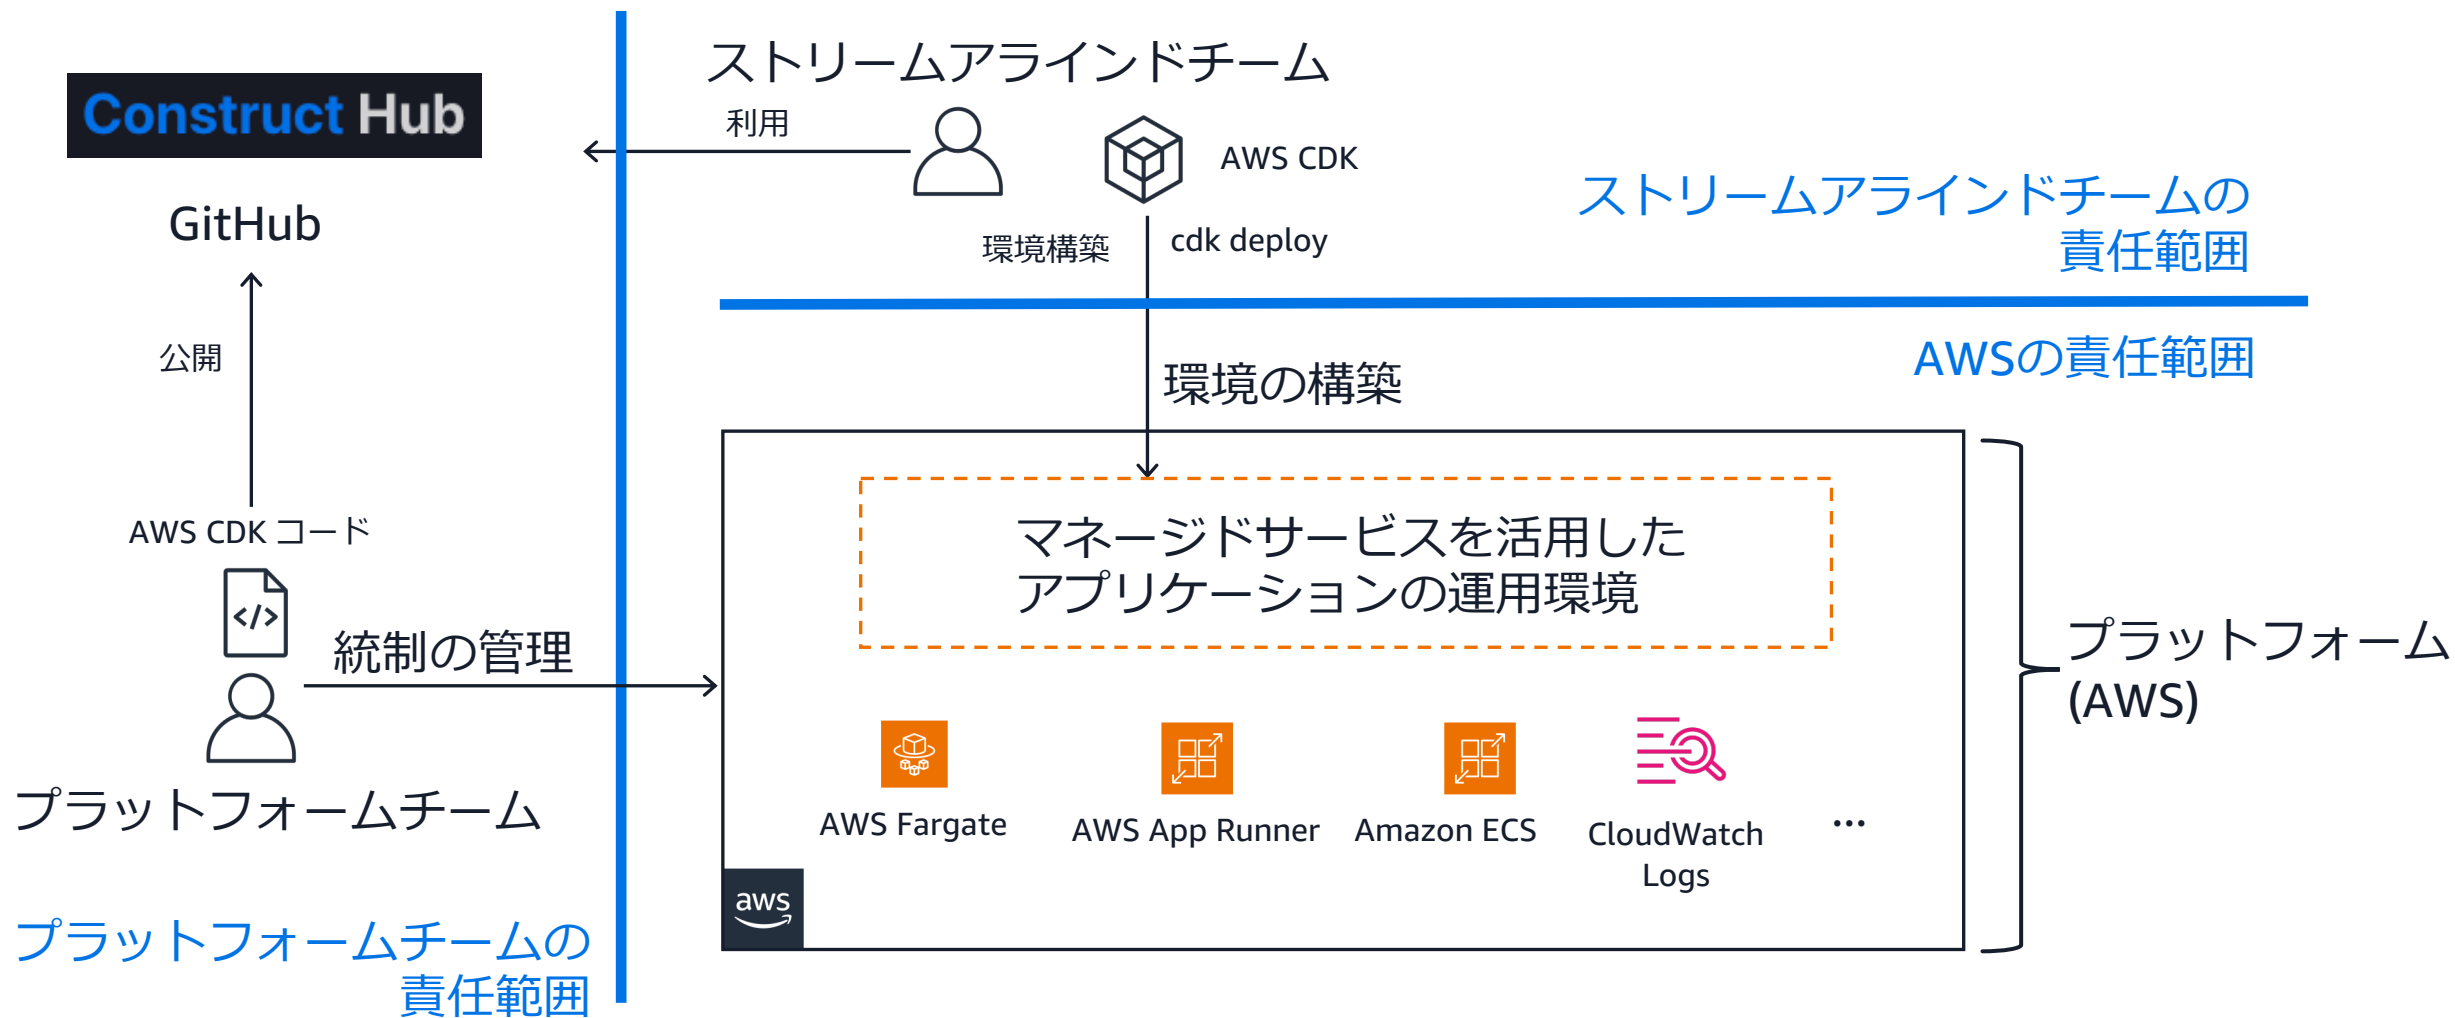 Construct Hub
GitHub
公開
AWS CDK コード
統制の管理
プラットフォームチーム
プラットフォームチームの
責任範囲
ストリームアラインドチーム
利用
AWS CDK
環境構築
cdk deploy
ストリームアラインドチームの
責任範囲
AWSの責任範囲
環境の構築
マネージドサービスを活用した
アプリケーションの運用環境
AWS Fargate
AWS App Runner
Amazon ECS
CloudWatch
Logs
...
aws
プラットフォーム
(AWS)